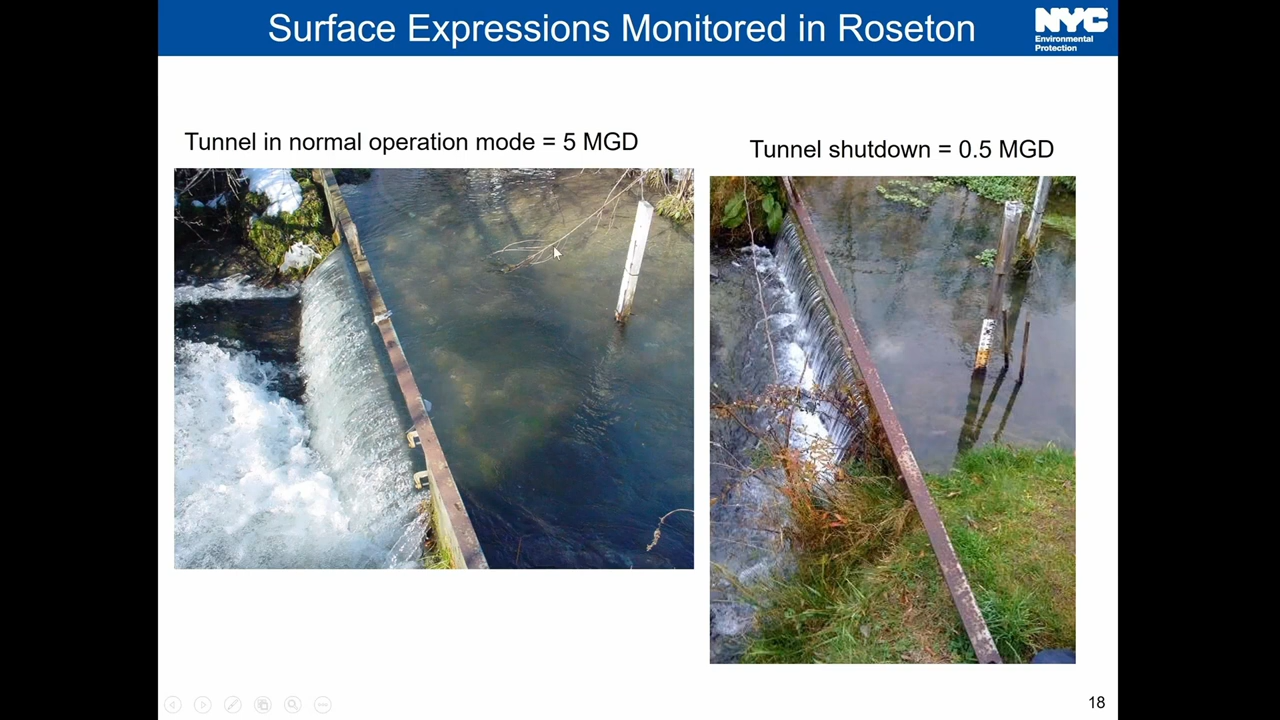 Surface Expressions Monitored in Roseton
NYC
Environmental
Protection
Tunnel in normal operation mode = 5 MGD
Tunnel shutdown = 0.5 MGD
18